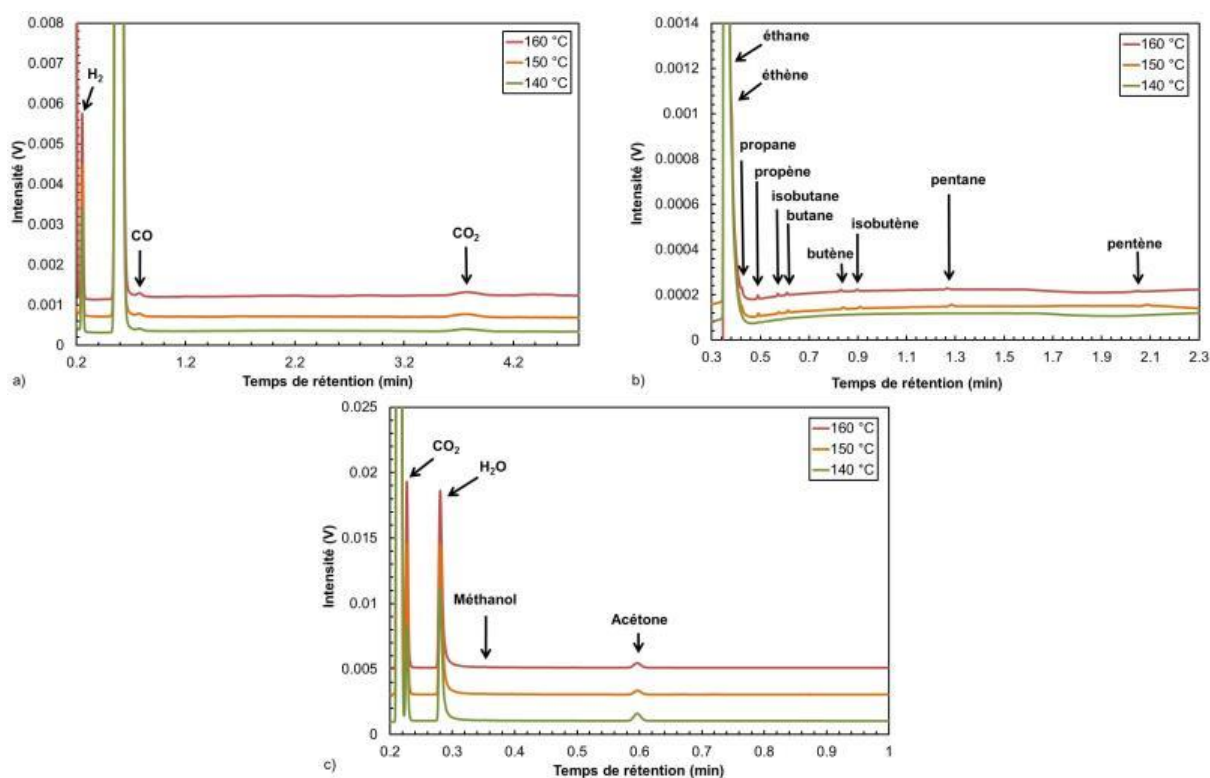 0.008
0.007
0.006
0.005
0.004
0.003
0.002
0.001
0
Intensité (V)
H2
CO
CO2
160 °C
150 °C
140 °C
0.2 1.2 2.2 3.2 4.2
Temps de rétention (min)
a)
0.0014
0.0012
0.001
0.0008
0.0006
0.0004
0.0002
0
Intensité (V)
éthane
éthène
propane
propène
isobutane
butane
butène
isobutène
pentane
pentène
160 °C
150 °C
140 °C
0.3 0.5 0.7 0.9 1.1 1.3 1.5 1.7 1.9 2.1 2.3
Temps de rétention (min)
b)
0.025
0.02
0.015
0.01
0.005
0
Intensité (V)
CO2
H2O
Méthanol
Acétone
160 °C
150 °C
140 °C
0.2 0.3 0.4 0.5 0.6 0.7 0.8 0.9 1
Temps de rétention (min)
c)